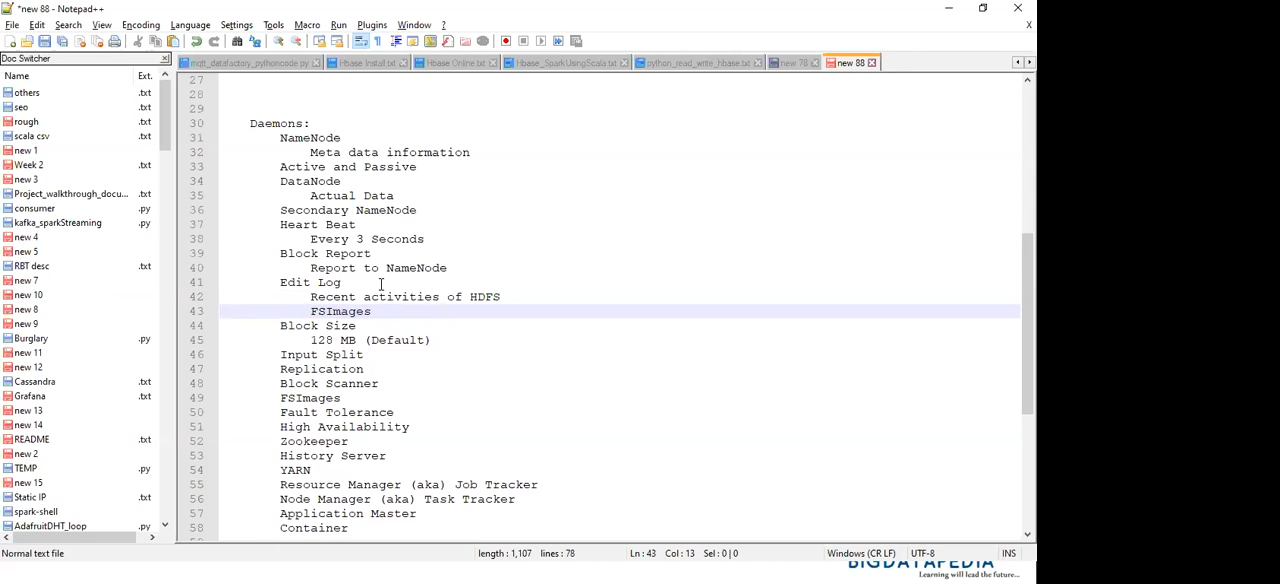 *new 88 - Notepad++
File Edit Search View Encoding Language Settings Tools Macro Run Plugins Window ? X
Doc Switcher
mqtt_datafactory_pythoncode.py Hbase Install.txt Hbase Online.txt Hbase_SparkUsingScala.txt python_read_write_hbase.txt new 78 new 88
Name Ext.
others .txt
seo .txt
rough .txt
scala csv .txt
new 1
Week 2 .txt
new 3
Project_walkthrough_docu... .txt
consumer .py
kafka_sparkStreaming .py
new 4
new 5
RBT desc .txt
new 7
new 10
new 8
new 9
Burglary .py
new 11
new 12
Cassandra .txt
Grafana .txt
new 13
new 14
README .txt
new 2
TEMP .py
new 15
Static IP .txt
spark-shell .txt
AdafruitDHT_loop .py
27
28
29
30 Daemons:
31 NameNode
32 Meta data information
33 Active and Passive
34 DataNode
35 Actual Data
36 Secondary NameNode
37 Heart Beat
38 Every 3 Seconds
39 Block Report
40 Report to NameNode
41 Edit Log
42 Recent activities of HDFS
43 FSImages
44 Block Size
45 128 MB (Default)
46 Input Split
47 Replication
48 Block Scanner
49 FSImages
50 Fault Tolerance
51 High Availability
52 Zookeeper
53 History Server
54 YARN
55 Resource Manager (aka) Job Tracker
56 Node Manager (aka) Task Tracker
57 Application Master
58 Container
Normal text file length : 1,107 lines : 78 Ln : 43 Col : 13 Sel : 0 | 0 Windows (CR LF) UTF-8 INS
BIGDATAPEDIA
Learning will lead the future...